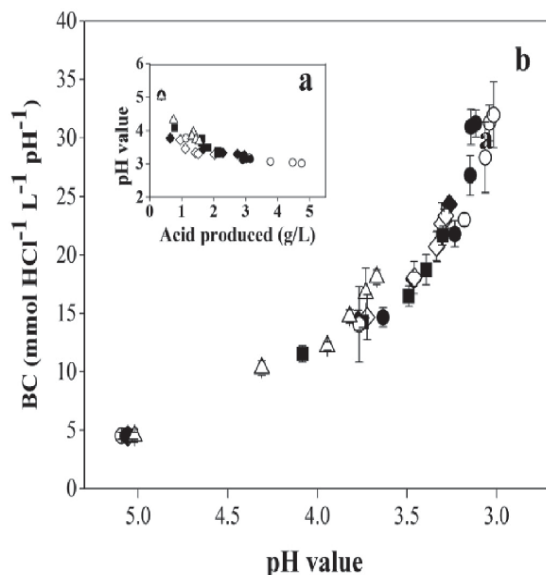 40
35
30
25
20
15
10
5
0
BC (mmol HCl⁻¹ L⁻¹ pH⁻¹)
6
5
4
3
2
pH value
a
0 1 2 3 4 5
Acid produced (g/L)
b
a
5.0 4.5 4.0 3.5 3.0
pH value